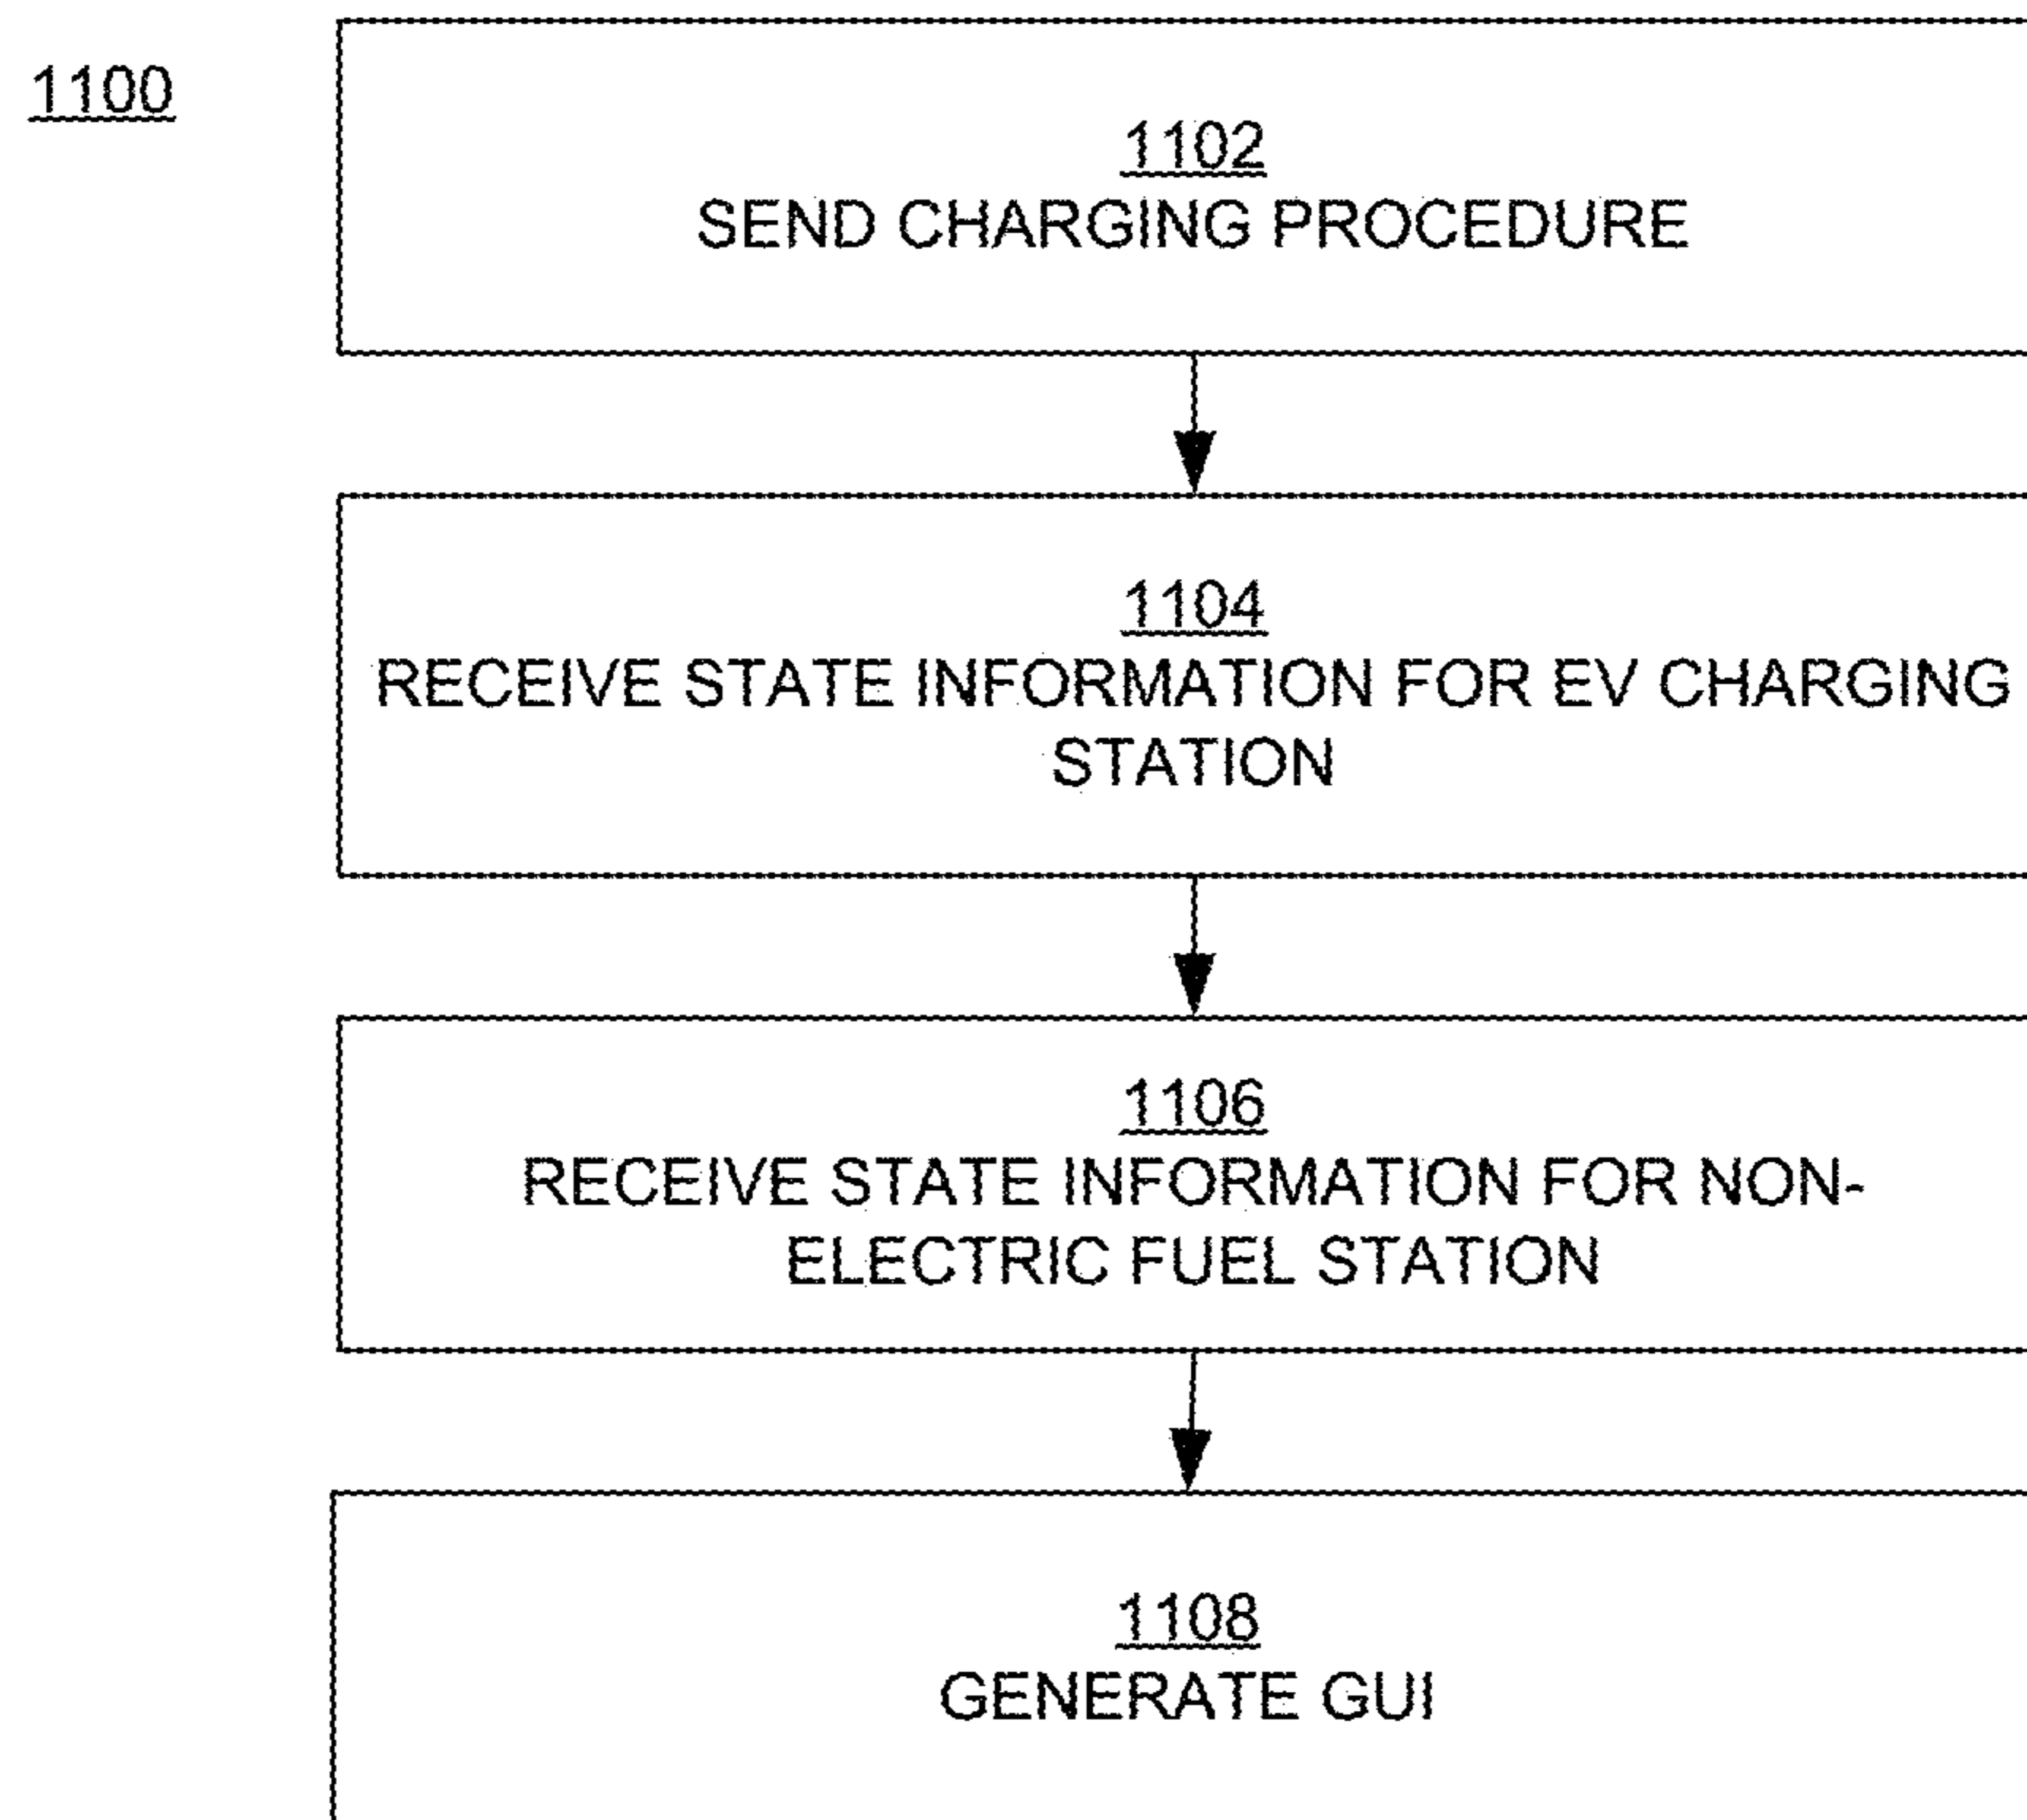 1100
1102
SEND CHARGING PROCEDURE
1104
RECEIVE STATE INFORMATION FOR EV CHARGING
STATION
1106
RECEIVE STATE INFORMATION FOR NON-
ELECTRIC FUEL STATION
1108
GENERATE GUI